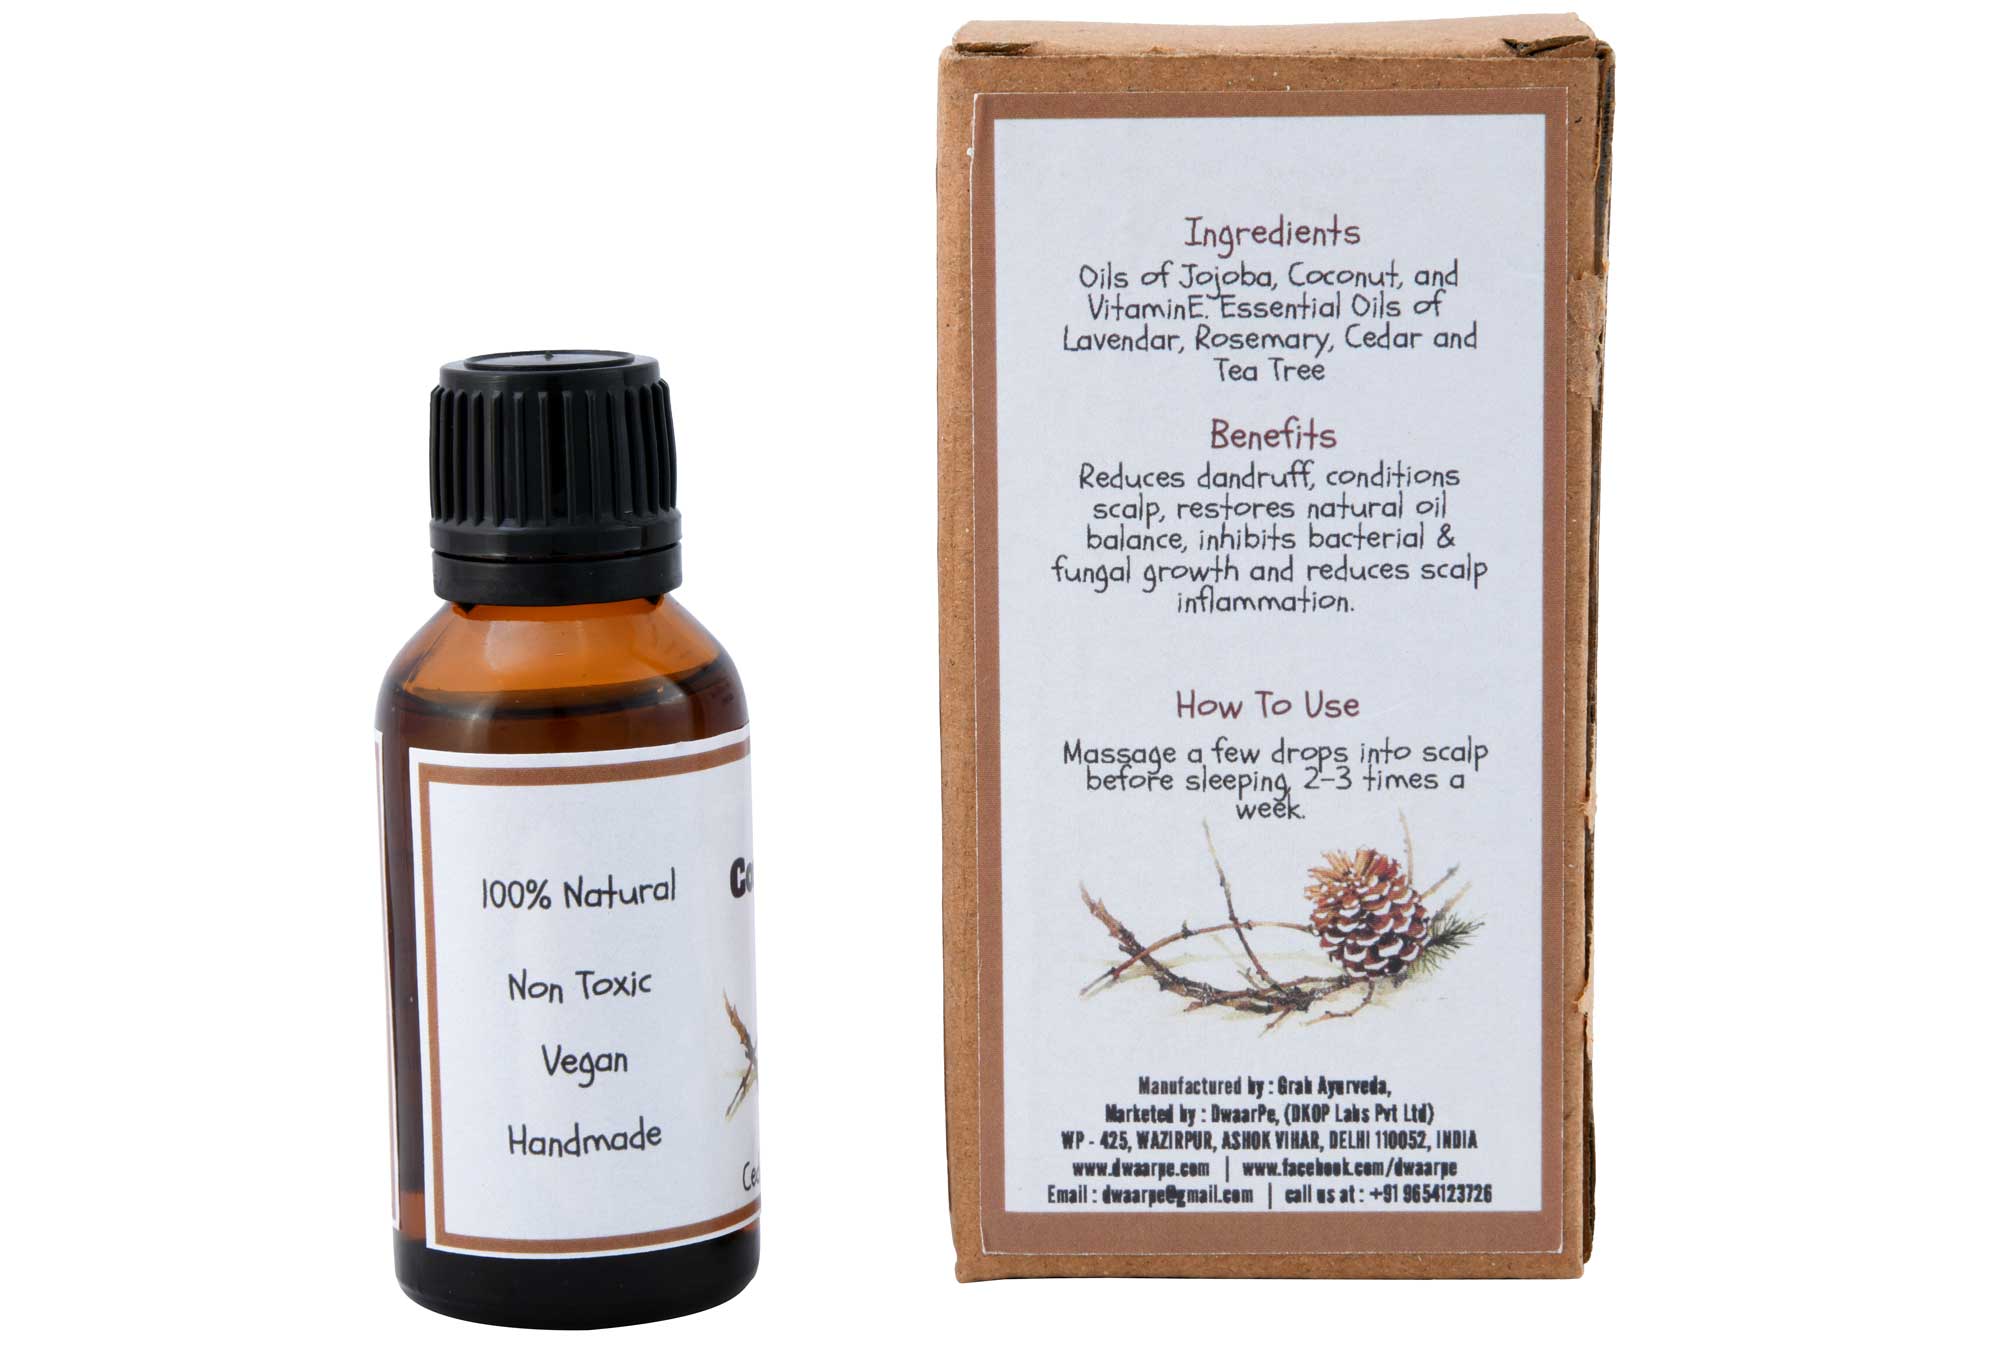 100% Natural
Non Toxic
Vegan
Handmade
Ingredients
Oils of Jojoba, Coconut, and
VitaminE. Essential Oils of
Lavendar, Rosemary, Cedar and
Tea Tree
Benefits
Reduces dandruff, conditions
scalp, restores natural oil
balance, inhibits bacterial &
fungal growth and reduces scalp
inflammation.
How To Use
Massage a few drops into scalp
before sleeping, 2-3 times a
week.
Manufactured by : Grah Ayurveda,
Marketed by : DwaarPe, (DKOP Labs Pvt Ltd)
WP - 425, WAZIRPUR, ASHOK VIHAR, DELHI 110052, INDIA
www.dwaarpe.com | www.facebook.com/dwaarpe
Email : dwaarpe@gmail.com | call us at : +91 9654123726